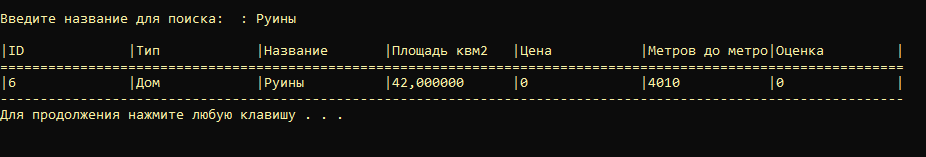 Введите название для поиска:  : Руины
|ID            |Тип            |Название       |Площадь квм2   |Цена           |Метров до метро|Оценка         |
=================================================================================================================
|6             |Дом            |Руины          |42,000000      |0              |4010           |0              |
-----------------------------------------------------------------------------------------------------------------
Для продолжения нажмите любую клавишу . . .